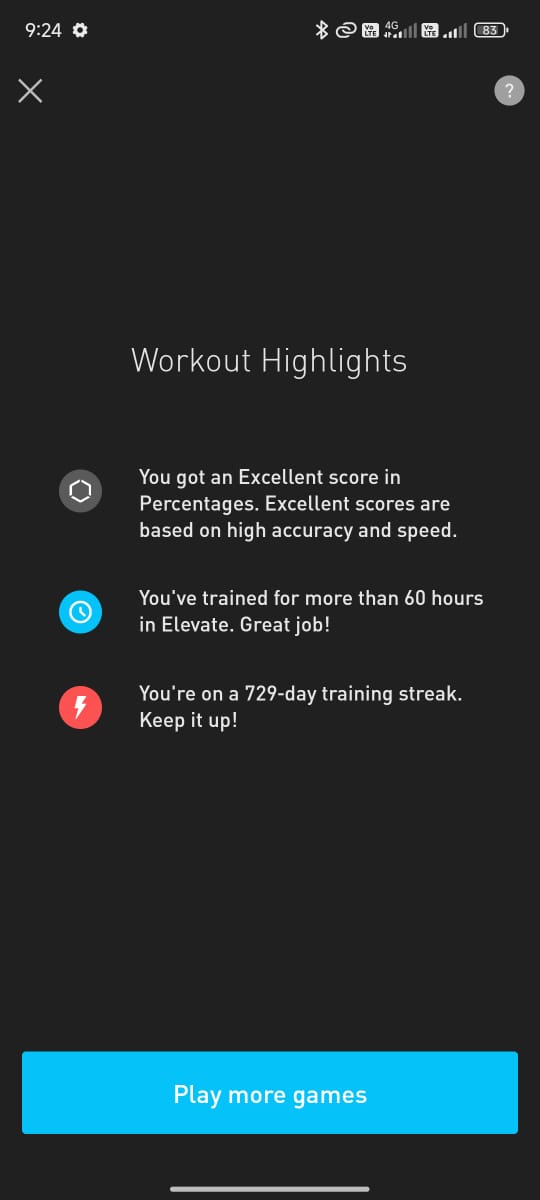 9:24
Vo LTE 4G Vo LTE 83
?
Workout Highlights
You got an Excellent score in
Percentages. Excellent scores are
based on high accuracy and speed.
You've trained for more than 60 hours
in Elevate. Great job!
You're on a 729-day training streak.
Keep it up!
Play more games